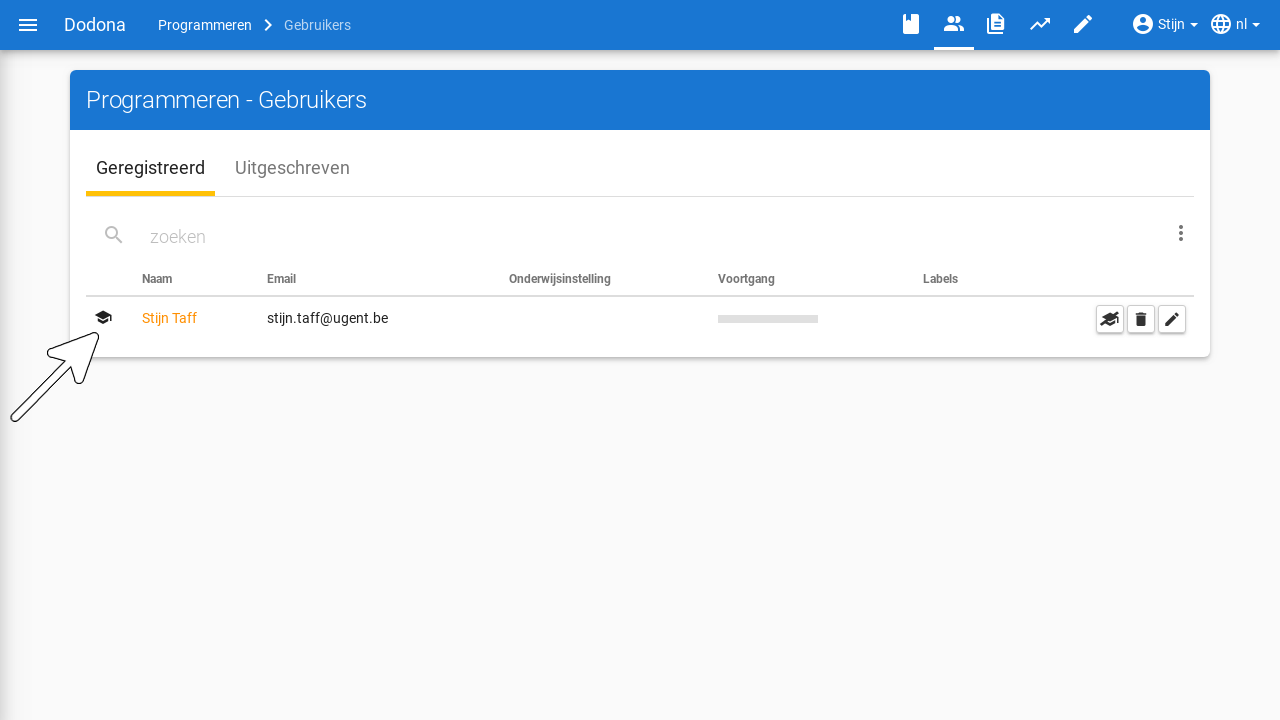 Dodona Programmeren Gebruikers Stijn nl
Programmeren - Gebruikers
Geregistreerd Uitgeschreven
zoeken
Naam Email Onderwijsinstelling Voortgang Labels
Stijn Taff stijn.taff@ugent.be